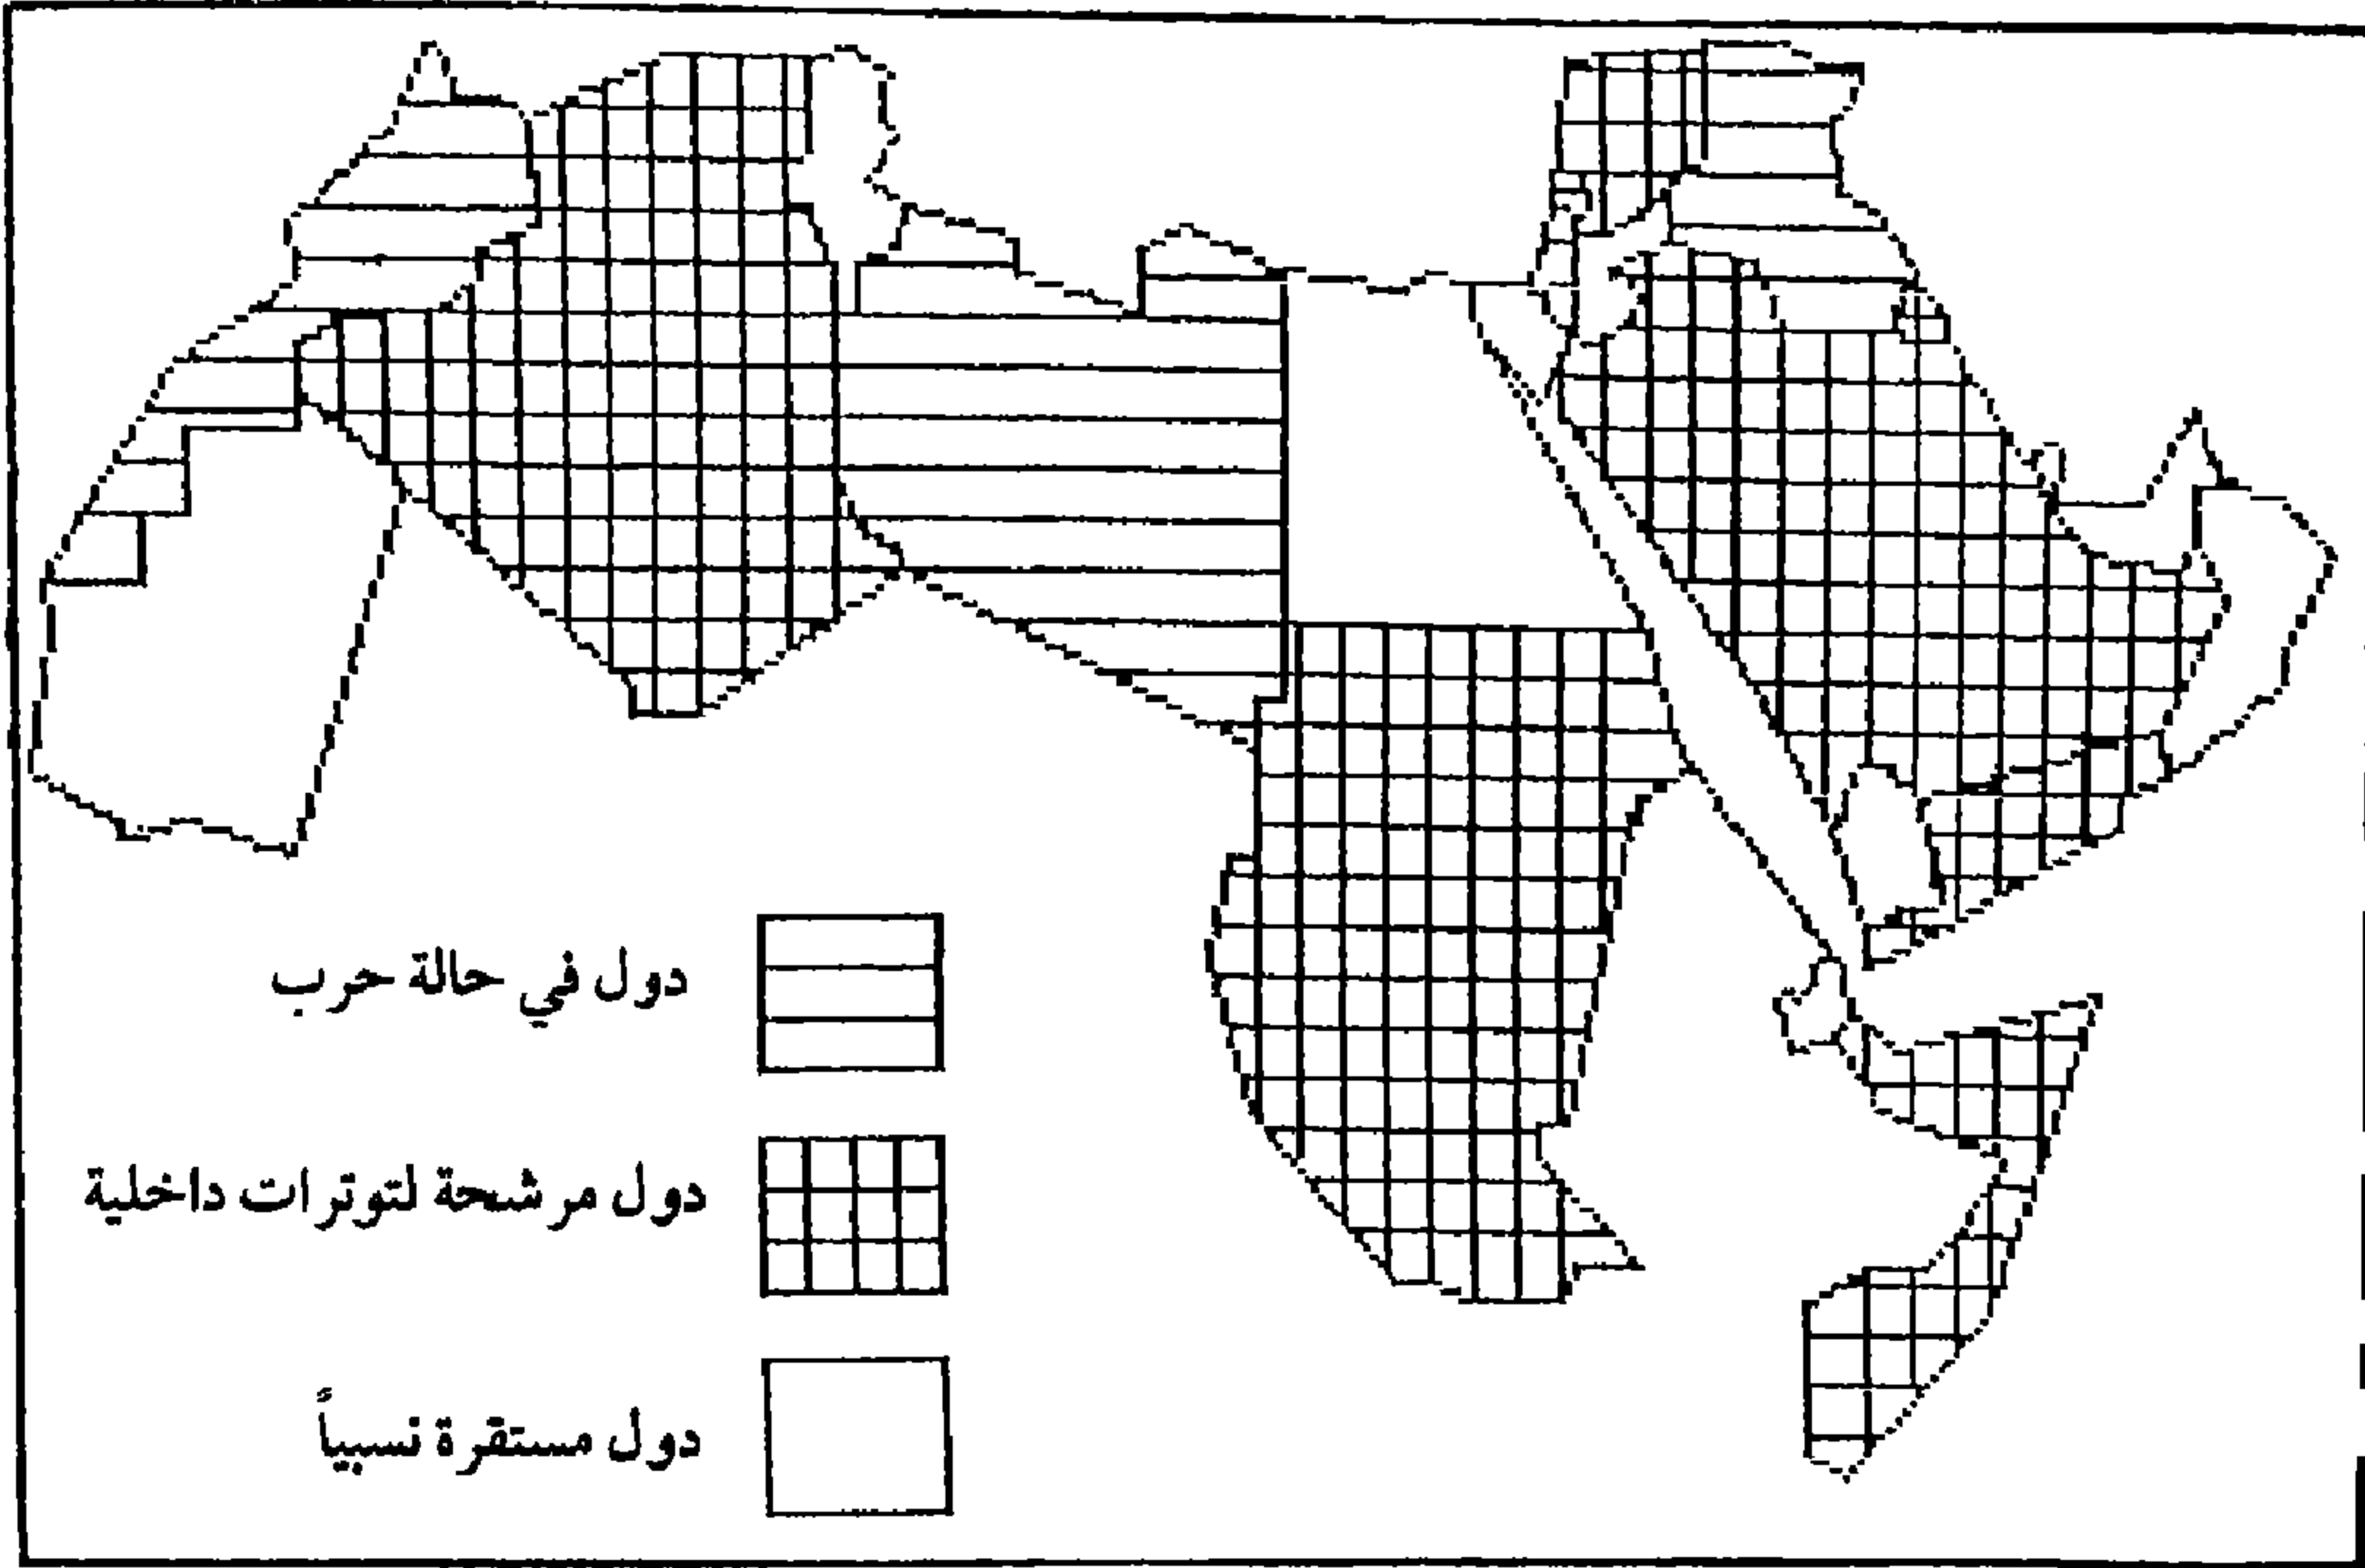 دول في حالة حرب
دول مرشحة لتوترات داخلية
دول مستقرة نسبياً